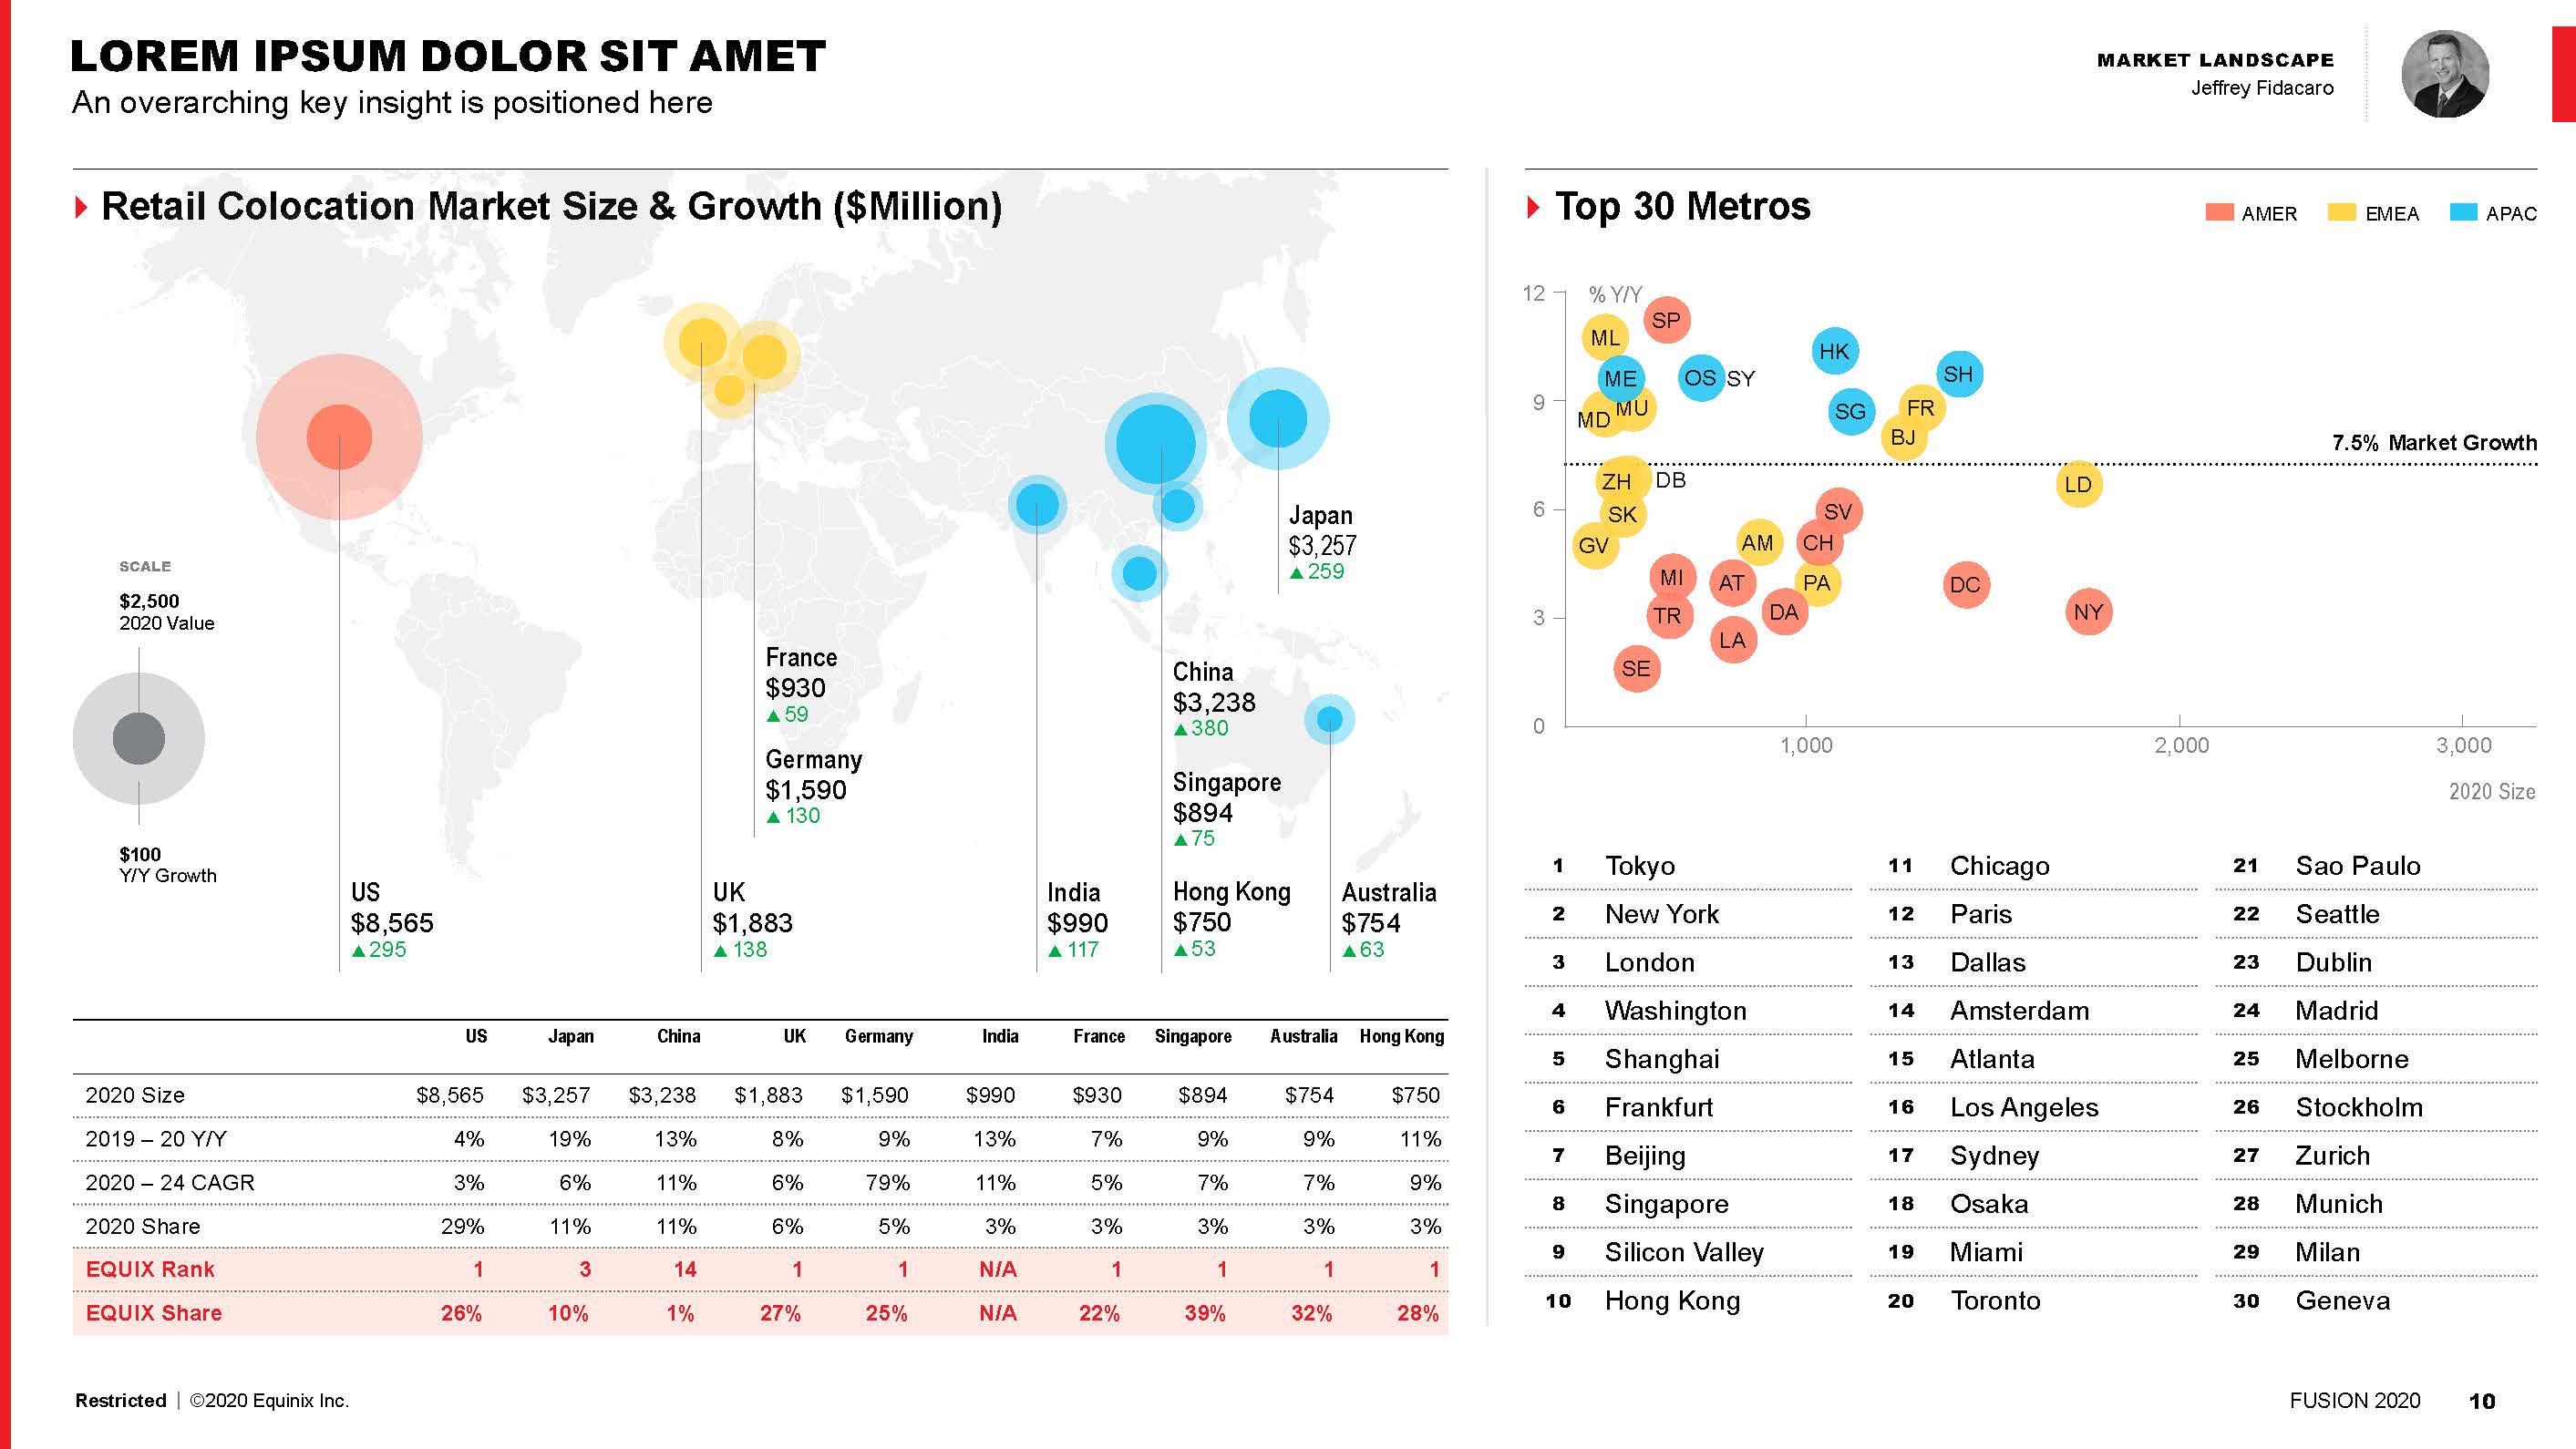 LOREM IPSUM DOLOR SIT AMET
An overarching key insight is positioned here
MARKET LANDSCAPE
Jeffrey Fidacaro
Retail Colocation Market Size & Growth ($Million)
SCALE
$2,500
2020 Value
$100
Y/Y Growth
US
$8,565
▲295
France
$930
▲59
Germany
$1,590
▲130
UK
$1,883
▲138
India
$990
▲117
Japan
$3,257
▲259
China
$3,238
▲380
Singapore
$894
▲75
Hong Kong
$750
▲53
Australia
$754
▲63
US Japan China UK Germany India France Singapore Australia Hong Kong
2020 Size $8,565 $3,257 $3,238 $1,883 $1,590 $990 $930 $894 $754 $750
2019 – 20 Y/Y 4% 19% 13% 8% 9% 13% 7% 9% 9% 11%
2020 – 24 CAGR 3% 6% 11% 6% 79% 11% 5% 7% 7% 9%
2020 Share 29% 11% 11% 6% 5% 3% 3% 3% 3% 3%
EQUIX Rank 1 3 14 1 1 N/A 1 1 1 1
EQUIX Share 26% 10% 1% 27% 25% N/A 22% 39% 32% 28%
Top 30 Metros
AMER EMEA APAC
12 % Y/Y
SP
ML
HK
ME OS SY SH
9
MD MU SG FR
BJ
7.5% Market Growth
ZH DB LD
6
SK SV
GV AM CH
MI AT PA DC
3
TR DA NY
LA
SE
0
1,000 2,000 3,000
2020 Size
1 Tokyo 11 Chicago 21 Sao Paulo
2 New York 12 Paris 22 Seattle
3 London 13 Dallas 23 Dublin
4 Washington 14 Amsterdam 24 Madrid
5 Shanghai 15 Atlanta 25 Melborne
6 Frankfurt 16 Los Angeles 26 Stockholm
7 Beijing 17 Sydney 27 Zurich
8 Singapore 18 Osaka 28 Munich
9 Silicon Valley 19 Miami 29 Milan
10 Hong Kong 20 Toronto 30 Geneva
Restricted | ©2020 Equinix Inc.
FUSION 2020 10